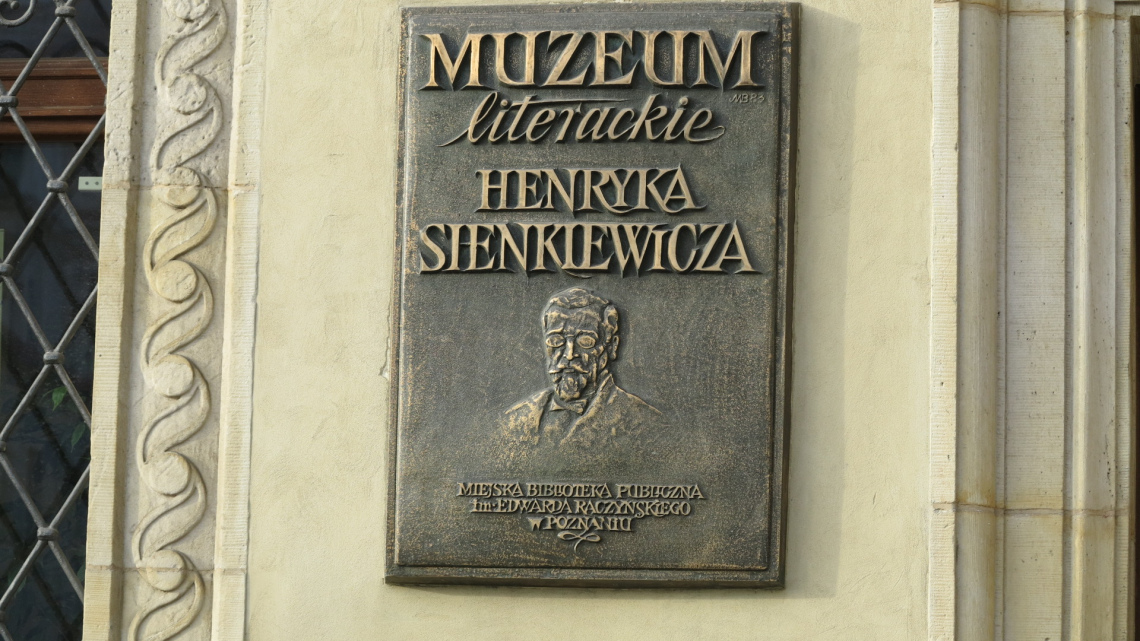 MUZEUM
literackie
HENRYKA
SIENKIEWICZA
MIEJSKA BIBLIOTEKA PUBLICZNA
im. EDWARDA RACZYŃSKIEGO
W POZNANIU